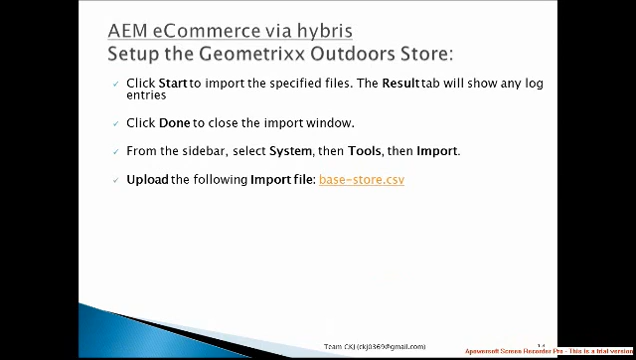 AEM eCommerce via hybris
Setup the Geometrixx Outdoors Store:
✓ Click Start to import the specified files. The Result tab will show any log
entries
✓ Click Done to close the import window.
✓ From the sidebar, select System, then Tools, then Import.
✓ Upload the following Import file: base-store.csv
Team CKJ (ckj0369@gmail.com)
Apowersoft Screen Recorder Pro - This is a trial version